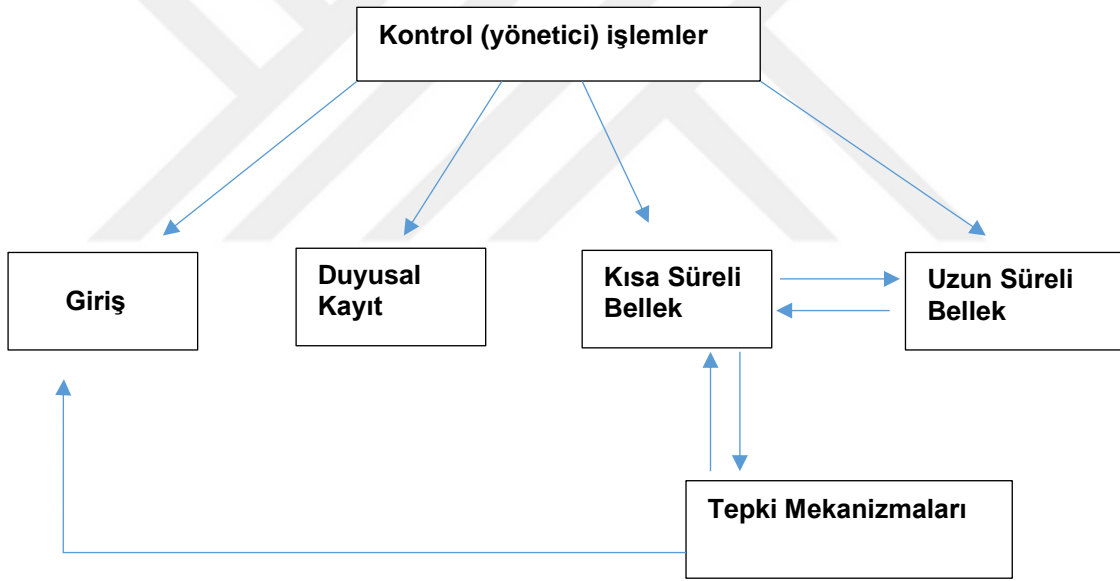 Kontrol (yönetici) işlemler
Giriş
Duyusal
Kayıt
Kısa Süreli
Bellek
Uzun Süreli
Bellek
Tepki Mekanizmaları